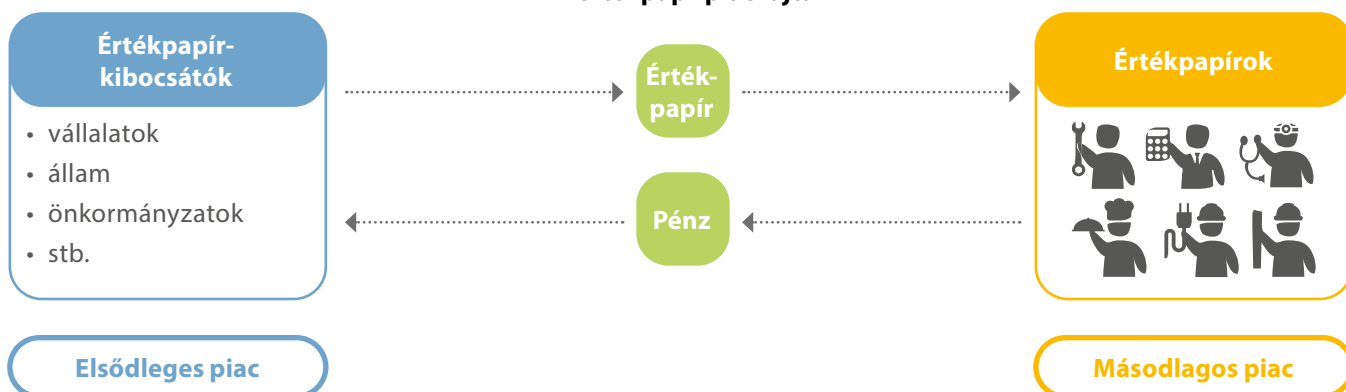 Értékpapír-
kibocsátók
• vállalatok
• állam
• önkormányzatok
• stb.
Érték-
papír
Pénz
Értékpapírok
Elsődleges piac
Másodlagos piac